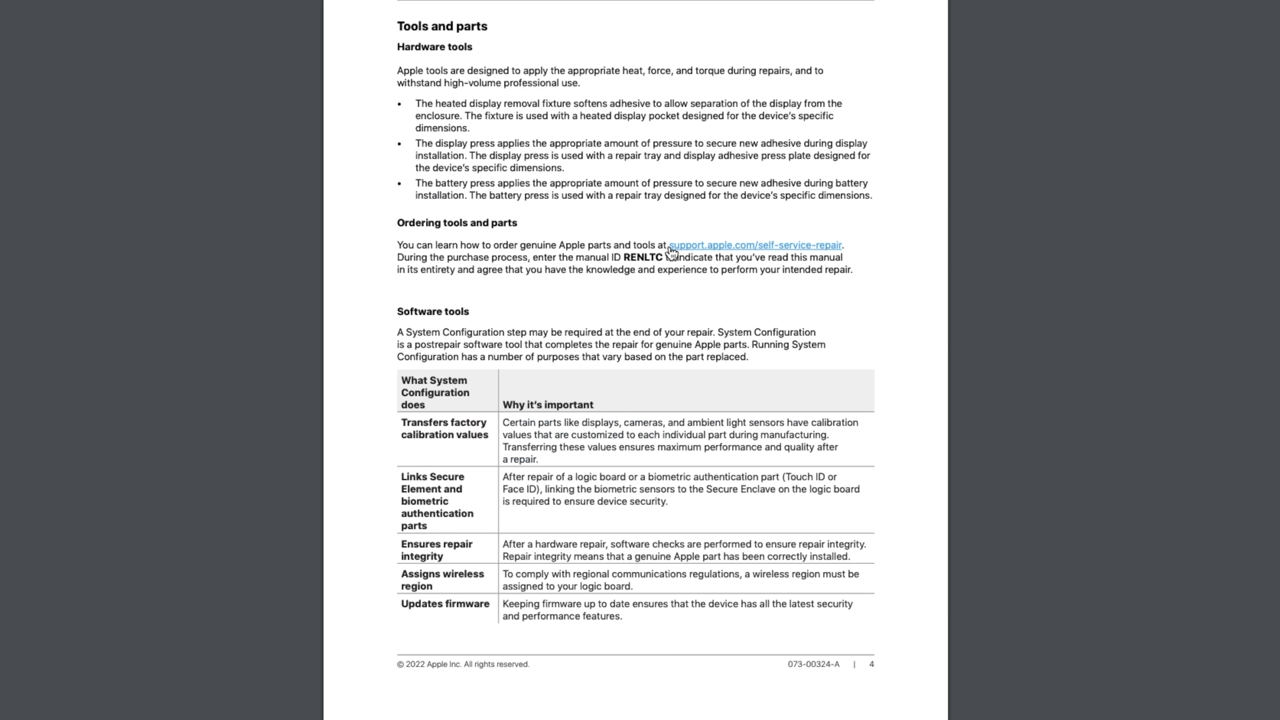 Tools and parts
Hardware tools
Apple tools are designed to apply the appropriate heat, force, and torque during repairs, and to
withstand high-volume professional use.
• The heated display removal fixture softens adhesive to allow separation of the display from the
enclosure. The fixture is used with a heated display pocket designed for the device's specific
dimensions.
• The display press applies the appropriate amount of pressure to secure new adhesive during display
installation. The display press is used with a repair tray and display adhesive press plate designed for
the device's specific dimensions.
• The battery press applies the appropriate amount of pressure to secure new adhesive during battery
installation. The battery press is used with a repair tray designed for the device's specific dimensions.
Ordering tools and parts
You can learn how to order genuine Apple parts and tools at support.apple.com/self-service-repair.
During the purchase process, enter the manual ID RENLTC indicate that you've read this manual
in its entirety and agree that you have the knowledge and experience to perform your intended repair.
Software tools
A System Configuration step may be required at the end of your repair. System Configuration
is a postrepair software tool that completes the repair for genuine Apple parts. Running System
Configuration has a number of purposes that vary based on the part replaced.
What System
Configuration
does
Why it's important
Transfers factory
calibration values
Certain parts like displays, cameras, and ambient light sensors have calibration
values that are customized to each individual part during manufacturing.
Transferring these values ensures maximum performance and quality after
a repair.
Links Secure
Element and
biometric
authentication
parts
After repair of a logic board or a biometric authentication part (Touch ID or
Face ID), linking the biometric sensors to the Secure Enclave on the logic board
is required to ensure device security.
Ensures repair
integrity
After a hardware repair, software checks are performed to ensure repair integrity.
Repair integrity means that a genuine Apple part has been correctly installed.
Assigns wireless
region
To comply with regional communications regulations, a wireless region must be
assigned to your logic board.
Updates firmware
Keeping firmware up to date ensures that the device has all the latest security
and performance features.
© 2022 Apple Inc. All rights reserved.
073-00324-A | 4